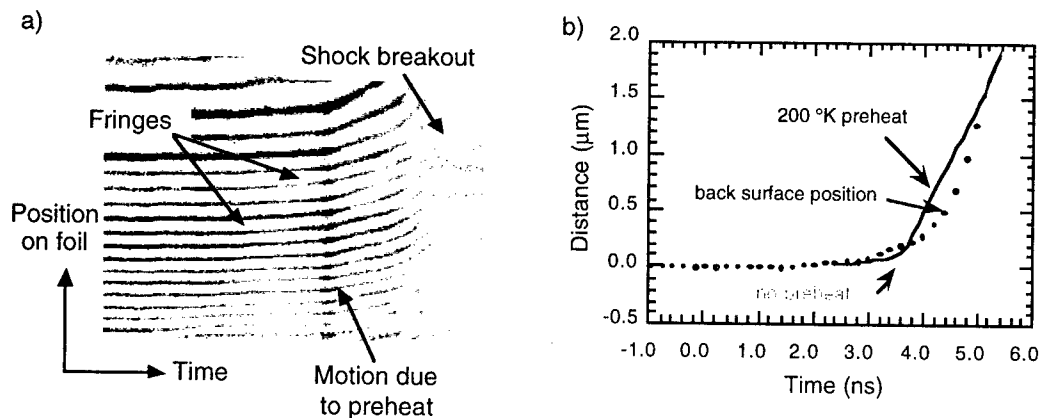 a)
Shock breakout
Fringes
Position
on foil
Time
Motion due
to preheat
b)
2.0
1.5
1.0
0.5
0.0
-0.5
Distance (μm)
200 °K preheat
back surface position
no preheat
-1.0 0.0 1.0 2.0 3.0 4.0 5.0 6.0
Time (ns)